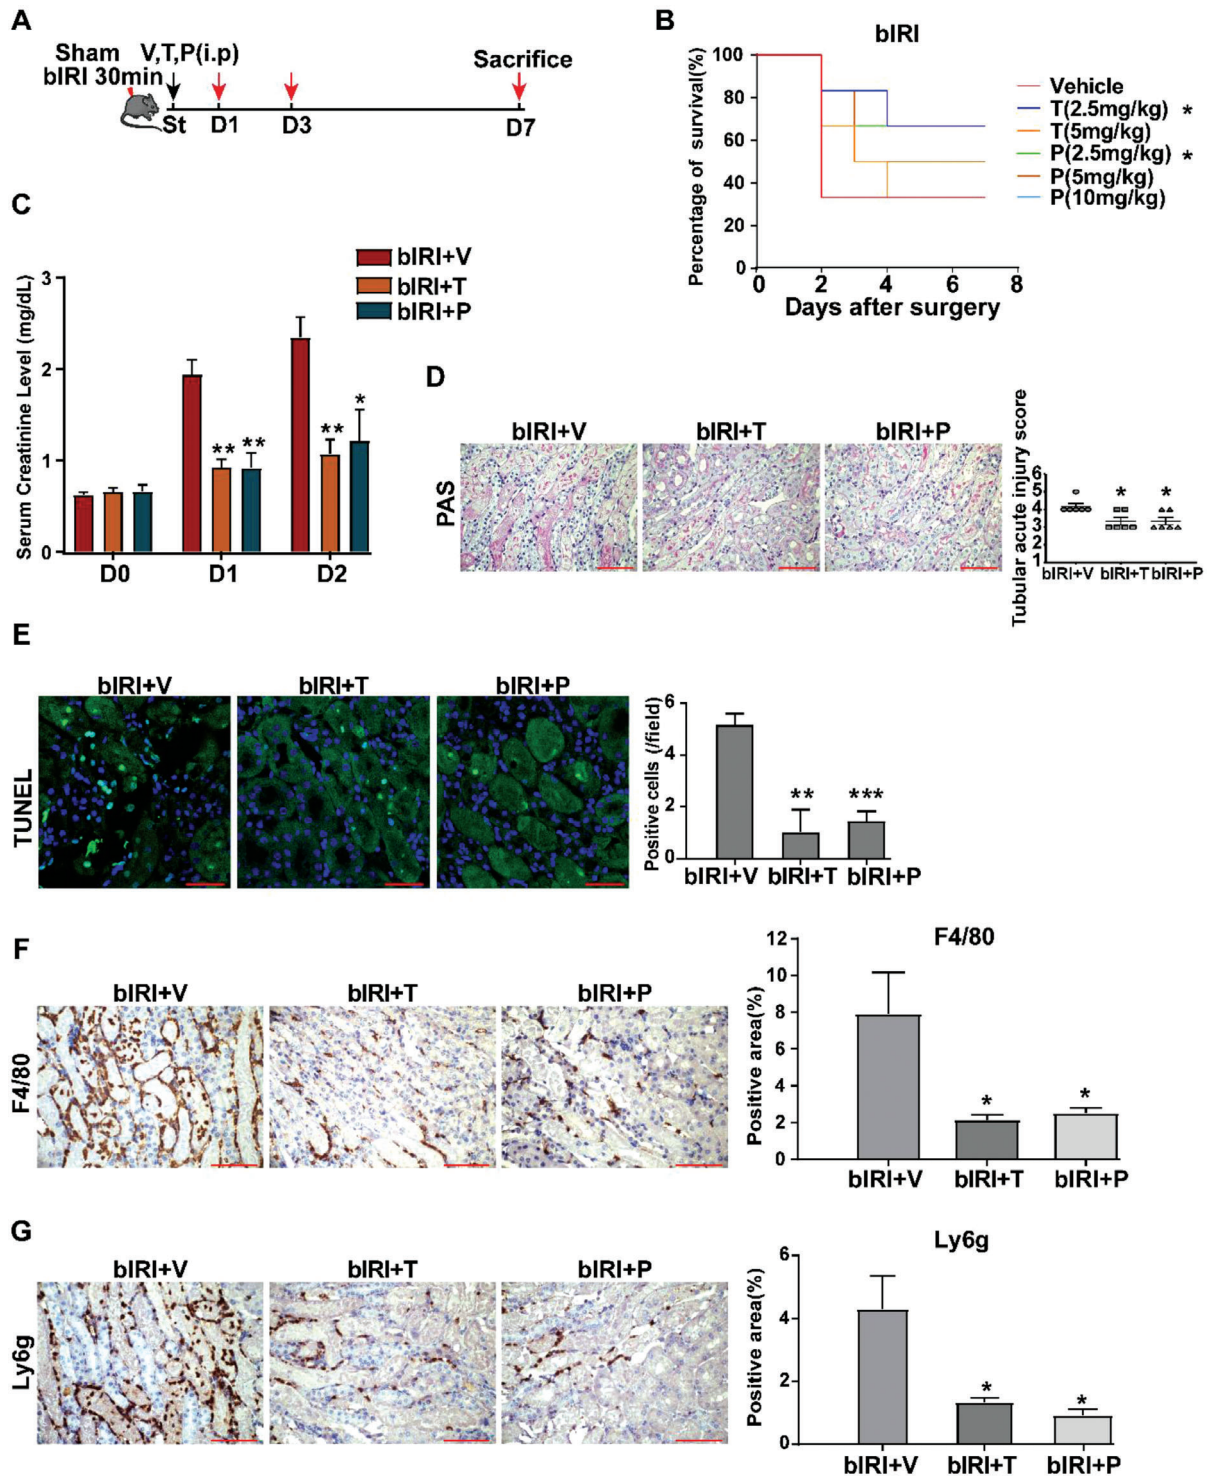 A
Sham V,T,P(i.p)
bIRI 30min
Sacrifice
St D1 D3 D7
B
bIRI
Percentage of survival(%)
100
80
60
40
20
0
0 2 4 6 8
Days after surgery
Vehicle
T(2.5mg/kg) *
T(5mg/kg)
P(2.5mg/kg) *
P(5mg/kg)
P(10mg/kg)
C
bIRI+V
bIRI+T
bIRI+P
Serum Creatinine Level (mg/dL)
3
2
1
0
** ** ** *
D0 D1 D2
D
bIRI+V bIRI+T bIRI+P
PAS
Tubular acute injury score
6
5
4
3
2
1
* *
bIRI+V bIRI+T bIRI+P
E
bIRI+V bIRI+T bIRI+P
TUNEL
Positive cells (/field)
6
4
2
0
** ***
bIRI+V bIRI+T bIRI+P
F
bIRI+V bIRI+T bIRI+P
F4/80
F4/80
Positive area(%)
12
10
8
6
4
2
0
* *
bIRI+V bIRI+T bIRI+P
G
bIRI+V bIRI+T bIRI+P
Ly6g
Ly6g
Positive area(%)
6
4
2
0
* *
bIRI+V bIRI+T bIRI+P